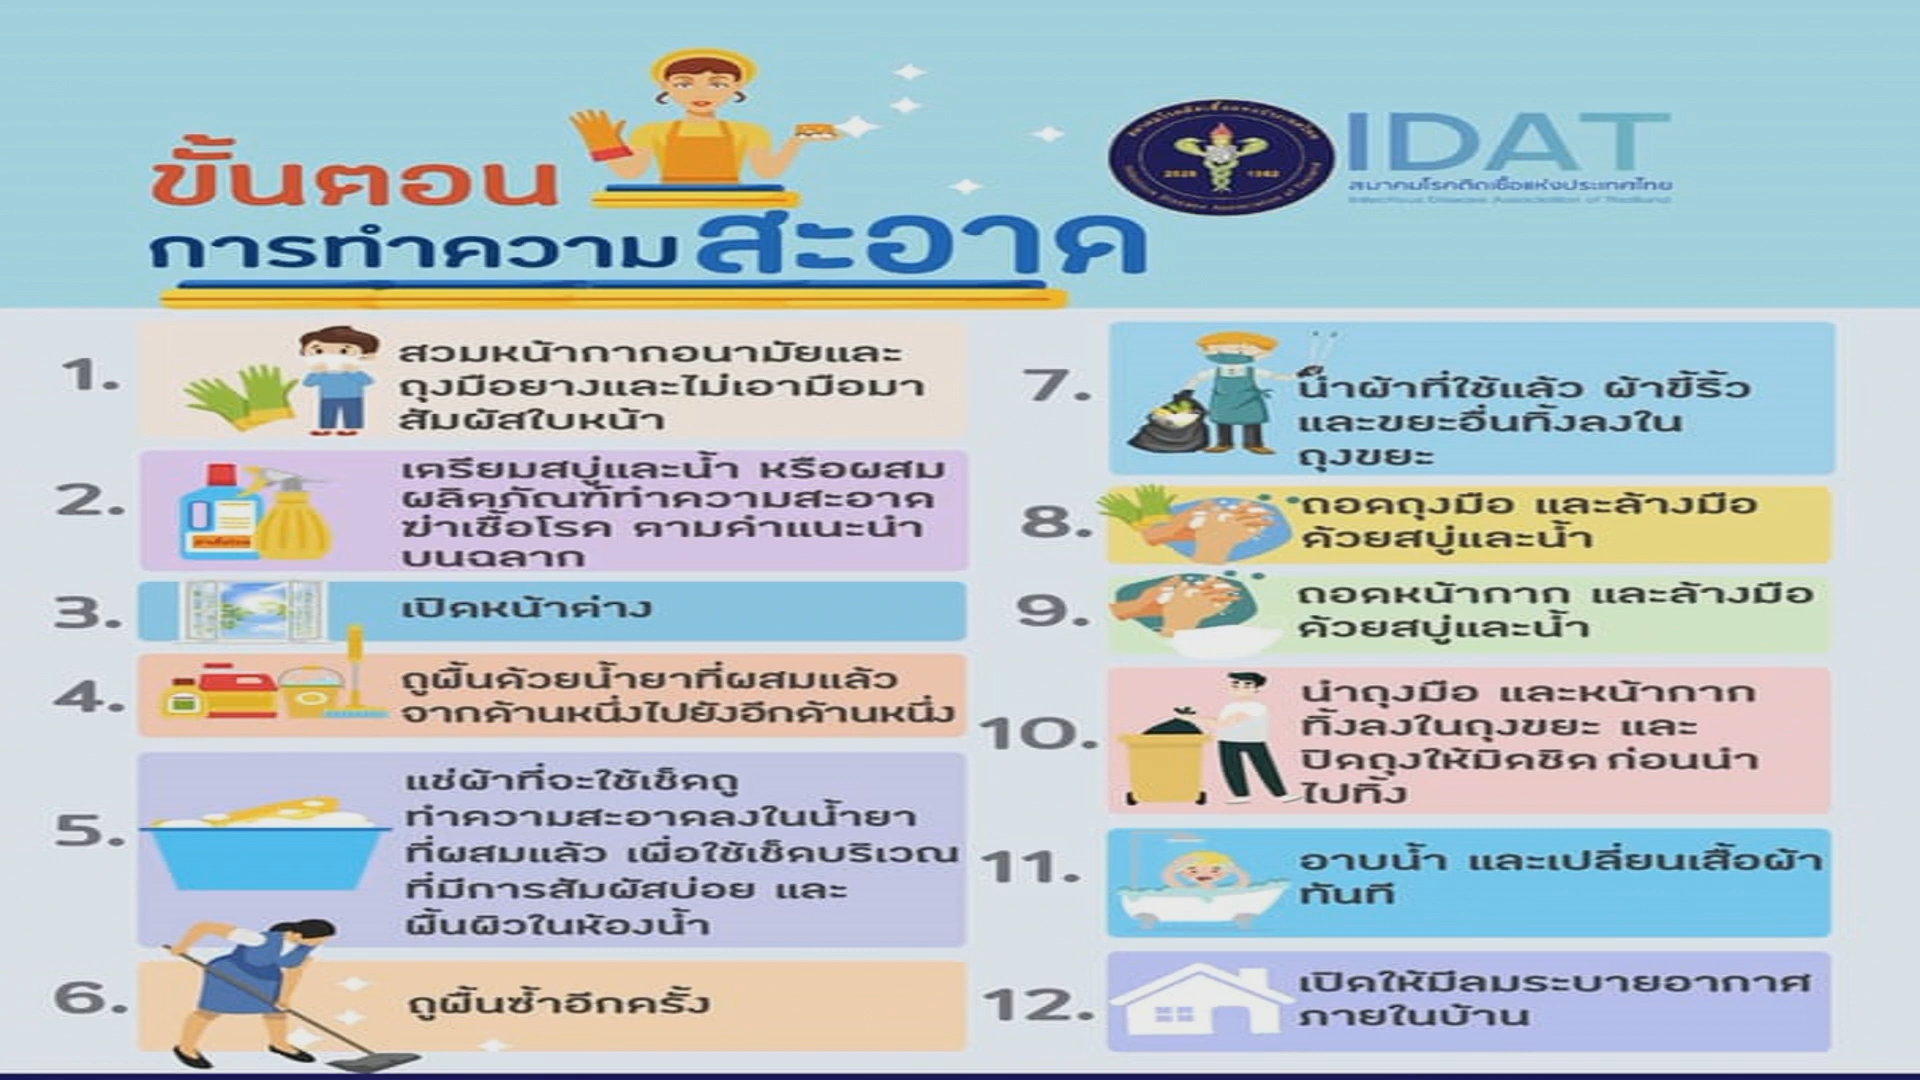 ขั้นตอน
การทำความสะอาด
2528 1982
IDAT
สมาคมโรคติดเชื้อแห่งประเทศไทย
Infectious Disease Association of Thailand
1.
สวมหน้ากากอนามัยและ
ถุงมือยางและไม่เอามือมา
สัมผัสใบหน้า
2.
เตรียมสบู่และน้ำ หรือผสม
ผลิตภัณฑ์ทำความสะอาด
ฆ่าเชื้อโรค ตามคำแนะนำ
บนฉลาก
3.
เปิดหน้าต่าง
4.
ถูพื้นด้วยน้ำยาที่ผสมแล้ว
จากด้านหนึ่งไปยังอีกด้านหนึ่ง
5.
แช่ผ้าที่จะใช้เช็ดถู
ทำความสะอาดลงในน้ำยา
ที่ผสมแล้ว เพื่อใช้เช็ดบริเวณ
ที่มีการสัมผัสบ่อย และ
พื้นผิวในห้องน้ำ
6.
ถูพื้นซ้ำอีกครั้ง
7.
นำผ้าที่ใช้แล้ว ผ้าขี้ริ้ว
และขยะอื่นทิ้งลงใน
ถุงขยะ
8.
ถอดถุงมือ และล้างมือ
ด้วยสบู่และน้ำ
9.
ถอดหน้ากาก และล้างมือ
ด้วยสบู่และน้ำ
10.
นำถุงมือ และหน้ากาก
ทิ้งลงในถุงขยะ และ
ปิดถุงให้มิดชิด ก่อนนำ
ไปทิ้ง
11.
อาบน้ำ และเปลี่ยนเสื้อผ้า
ทันที
12.
เปิดให้มีลมระบายอากาศ
ภายในบ้าน